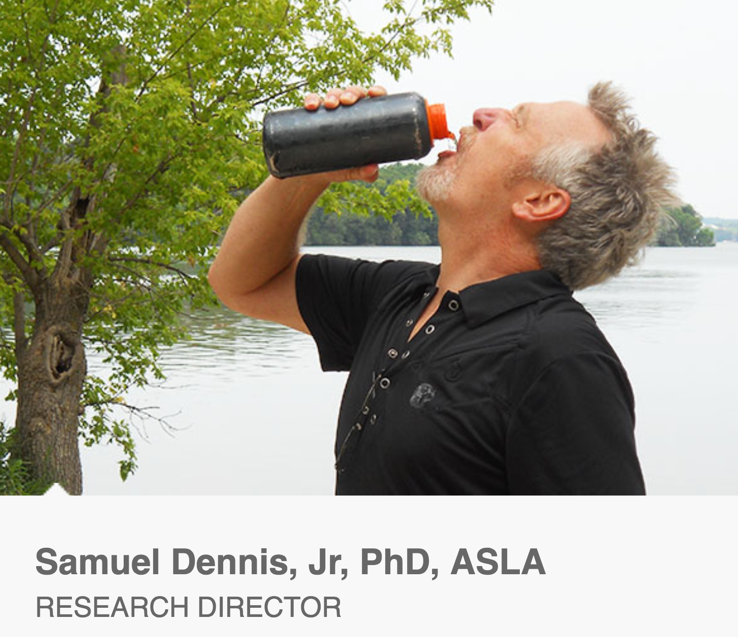 Samuel Dennis, Jr, PhD, ASLA
RESEARCH DIRECTOR